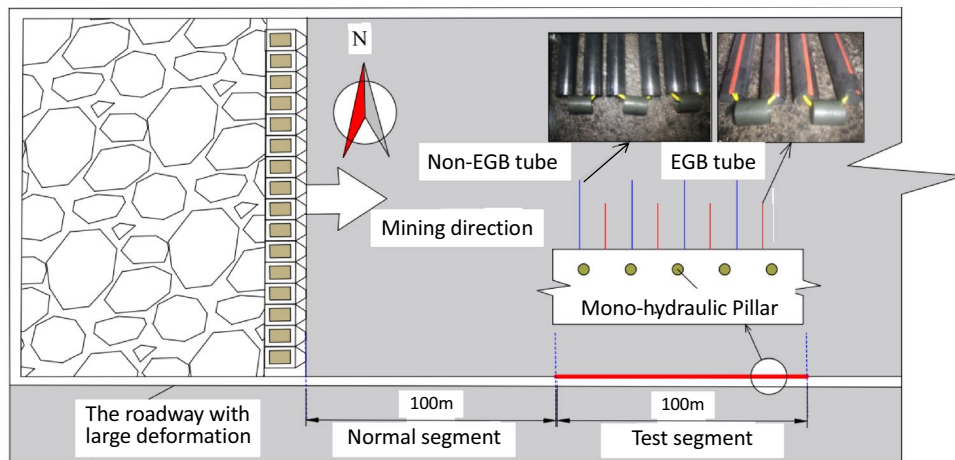 N
Non-EGB tube
EGB tube
Mining direction
Mono-hydraulic Pillar
The roadway with
large deformation
100m
Normal segment
100m
Test segment